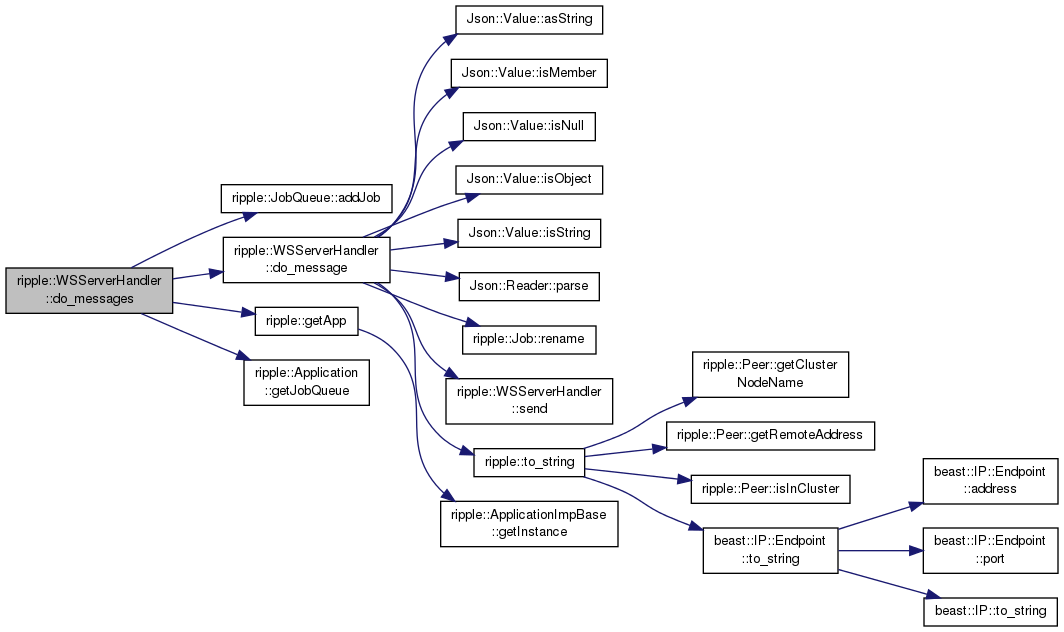 ripple::WSServerHandler
::do_messages
ripple::JobQueue::addJob
ripple::WSServerHandler
::do_message
ripple::getApp
ripple::Application
::getJobQueue
Json::Value::asString
Json::Value::isMember
Json::Value::isNull
Json::Value::isObject
Json::Value::isString
Json::Reader::parse
ripple::Job::rename
ripple::WSServerHandler
::send
ripple::to_string
ripple::ApplicationImpBase
::getInstance
ripple::Peer::getCluster
NodeName
ripple::Peer::getRemoteAddress
ripple::Peer::isInCluster
beast::IP::Endpoint
::to_string
beast::IP::Endpoint
::address
beast::IP::Endpoint
::port
beast::IP::to_string